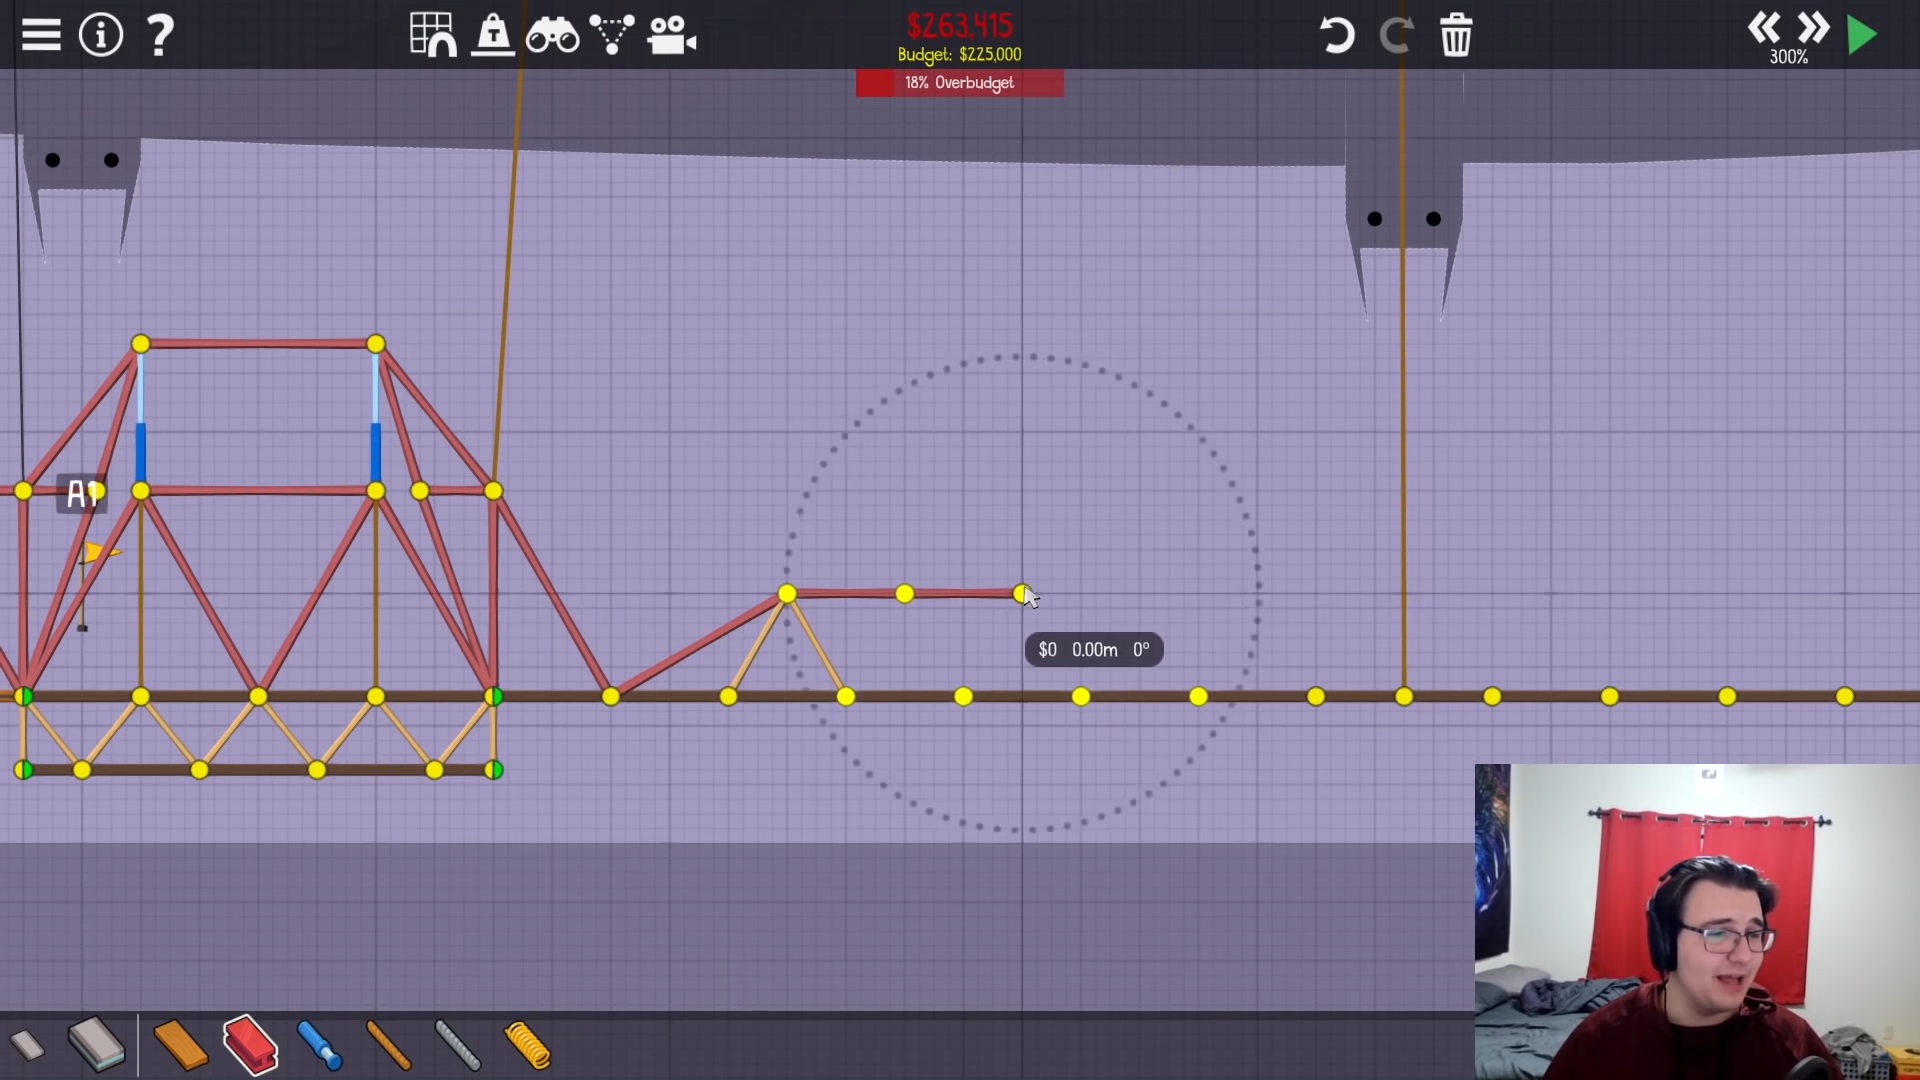 $263,415
Budget: $225,000
18% Overbudget
300%
A1
$0 0.00m 0°